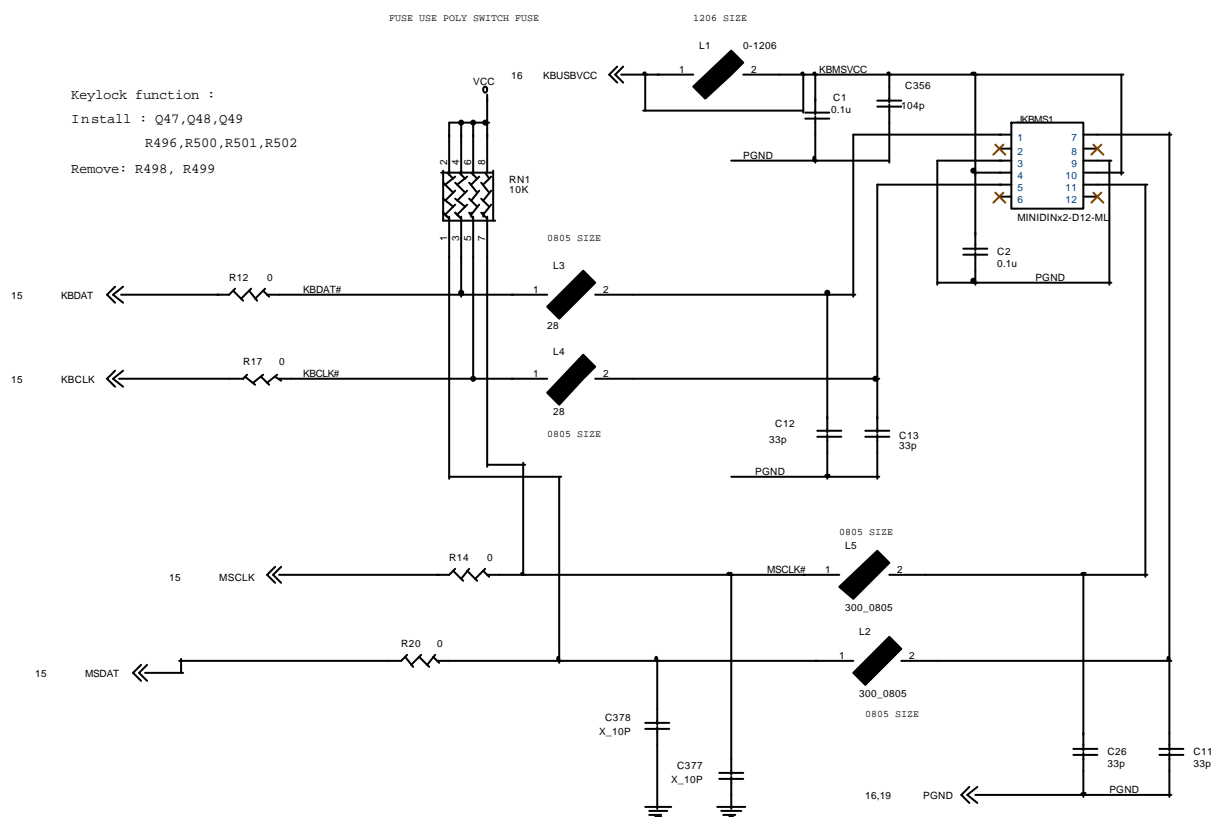 FUSE USE POLY SWITCH FUSE
1206 SIZE
L1 0-1206
16 KBUSBVCC 1 2 KBMSVCC
VCC
C356
104p
C1
0.1u
Keylock function :
Install : Q47,Q48,Q49
R496,R500,R501,R502
Remove: R498, R499
PGND
JKBMS1
1 7
2 8
3 9
4 10
5 11
6 12
MINIDINx2-D12-ML
2 4 6 8
RN1
10K
1 3 5 7
C2
0.1u
PGND
0805 SIZE
R12 0
L3
15 KBDAT KBDAT# 1 2
28
R17 0
L4
15 KBCLK KBCLK# 1 2
28
0805 SIZE
C12
33p
C13
33p
PGND
0805 SIZE
R14 0
L5
15 MSCLK MSCLK# 1 2
300_0805
R20 0
L2
15 MSDAT 1 2
300_0805
0805 SIZE
C378
X_10P
C377
X_10P
C26
33p
C11
33p
16,19 PGND PGND